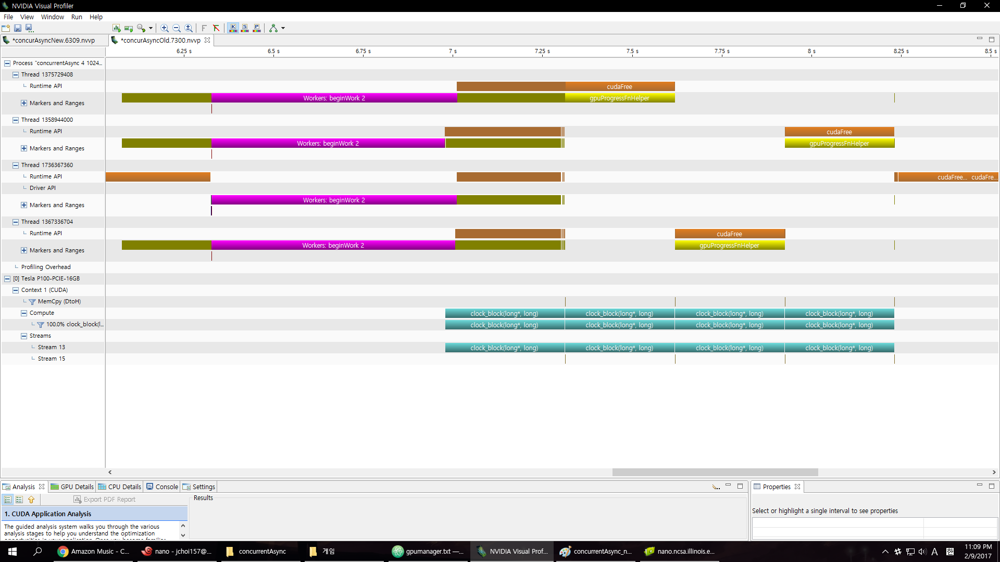 NVIDIA Visual Profiler
File View Window Run Help
*concurAsyncNew.6309.nvvp
*concurAsyncOld.7300.nvvp
6.25 s 6.5 s 6.75 s 7 s 7.25 s 7.5 s 7.75 s 8 s 8.25 s 8.5 s
Process "concurrentAsync 4 1024...
Thread 1375729408
Runtime API
cudaFree
Markers and Ranges
Workers: beginWork 2
gpuProgressFnHelper
Thread 1358944000
Runtime API
cudaFree
Markers and Ranges
Workers: beginWork 2
gpuProgressFnHelper
Thread 1736367360
Runtime API
cudaFree... cudaFre...
Driver API
Markers and Ranges
Workers: beginWork 2
Thread 1367336704
Runtime API
cudaFree
Markers and Ranges
Workers: beginWork 2
gpuProgressFnHelper
Profiling Overhead
[0] Tesla P100-PCIE-16GB
Context 1 (CUDA)
MemCpy (DtoH)
Compute
clock_block(long*, long) clock_block(long*, long) clock_block(long*, long) clock_block(long*, long)
100.0% clock_block(l...
clock_block(long*, long) clock_block(long*, long) clock_block(long*, long) clock_block(long*, long)
Streams
Stream 13
clock_block(long*, long) clock_block(long*, long) clock_block(long*, long) clock_block(long*, long)
Stream 15
Analysis GPU Details CPU Details Console Settings
Properties
Export PDF Report
Results
1. CUDA Application Analysis
The guided analysis system walks you through the various
analysis stages to help you understand the optimization
Select or highlight a single interval to see properties
Amazon Music - C...
nano - jchoi157@...
concurrentAsync
게임
gpumanager.txt —...
NVIDIA Visual Prof...
concurrentAsync_n...
nano.ncsa.illinois.e...
A
한
11:09 PM
2/9/2017